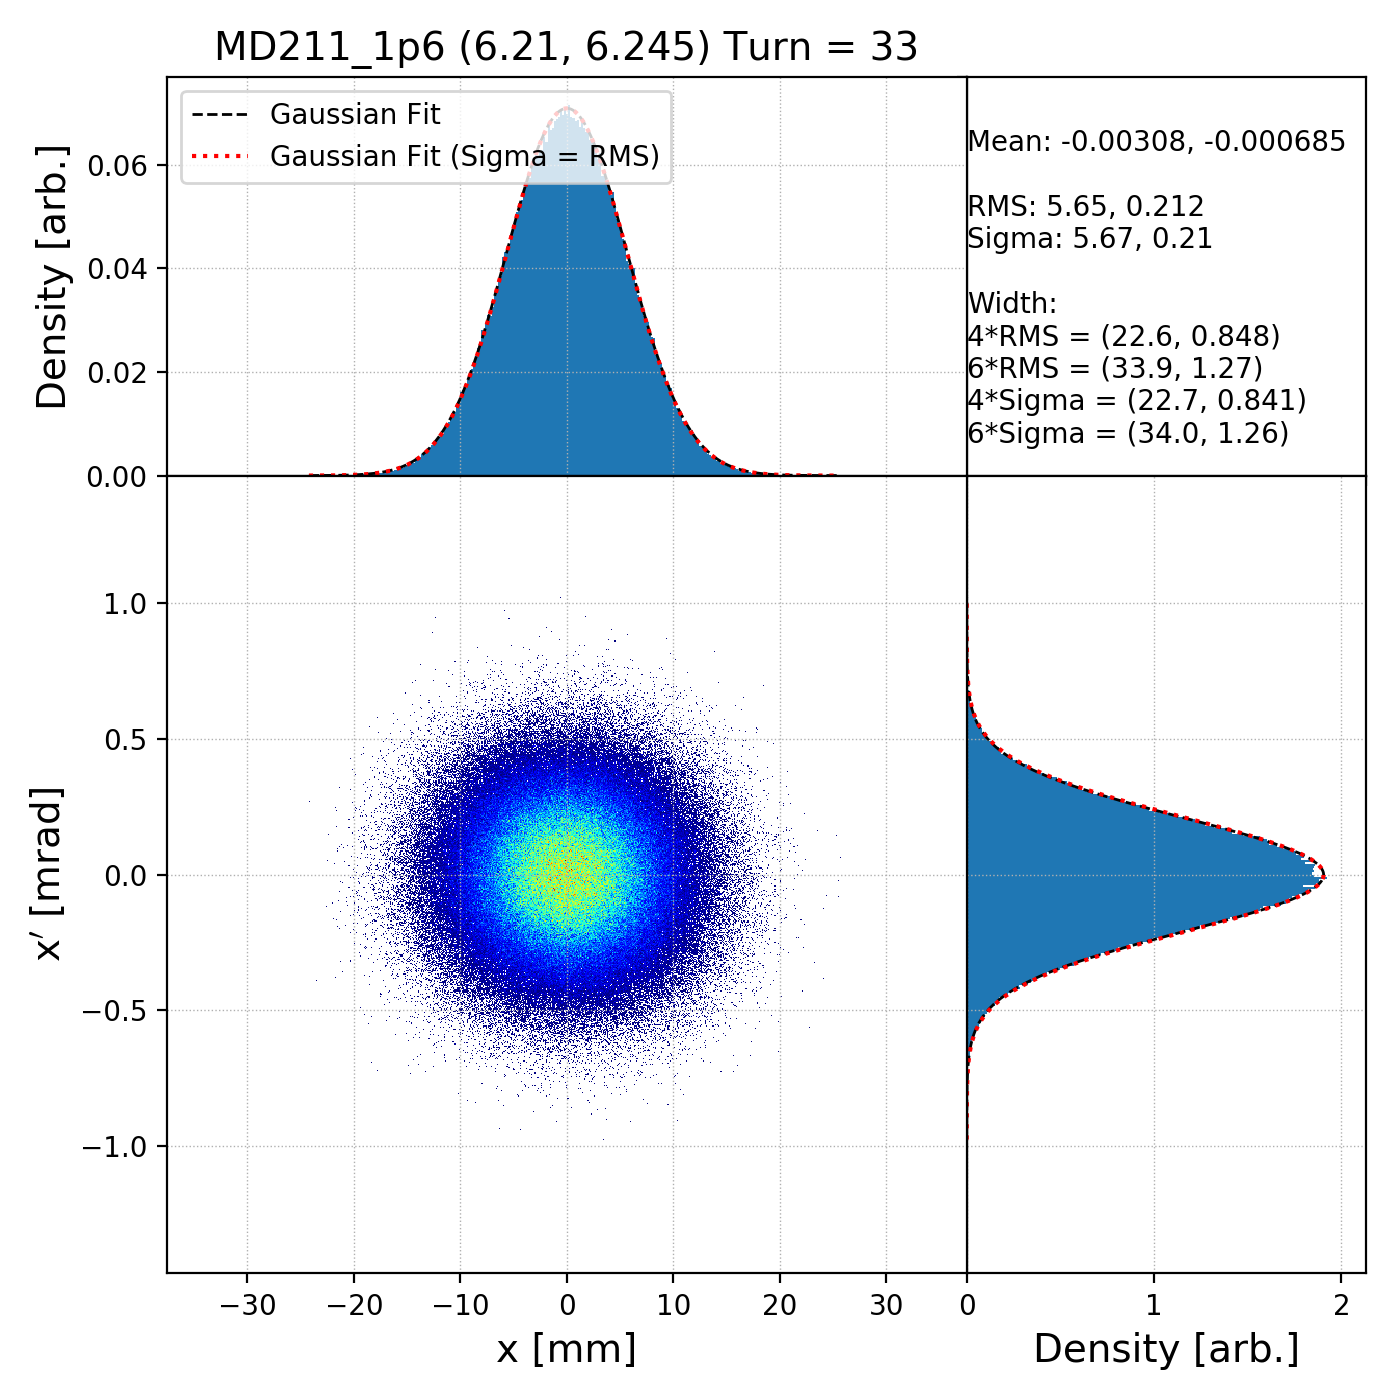 MD211_1p6 (6.21, 6.245) Turn = 33
Gaussian Fit
Gaussian Fit (Sigma = RMS)
Density [arb.]
0.06
0.04
0.02
0.00
Mean: -0.00308, -0.000685
RMS: 5.65, 0.212
Sigma: 5.67, 0.21
Width:
4*RMS = (22.6, 0.848)
6*RMS = (33.9, 1.27)
4*Sigma = (22.7, 0.841)
6*Sigma = (34.0, 1.26)
x′ [mrad]
1.0
0.5
0.0
−0.5
−1.0
−30 −20 −10 0 10 20 30
x [mm]
0 1 2
Density [arb.]